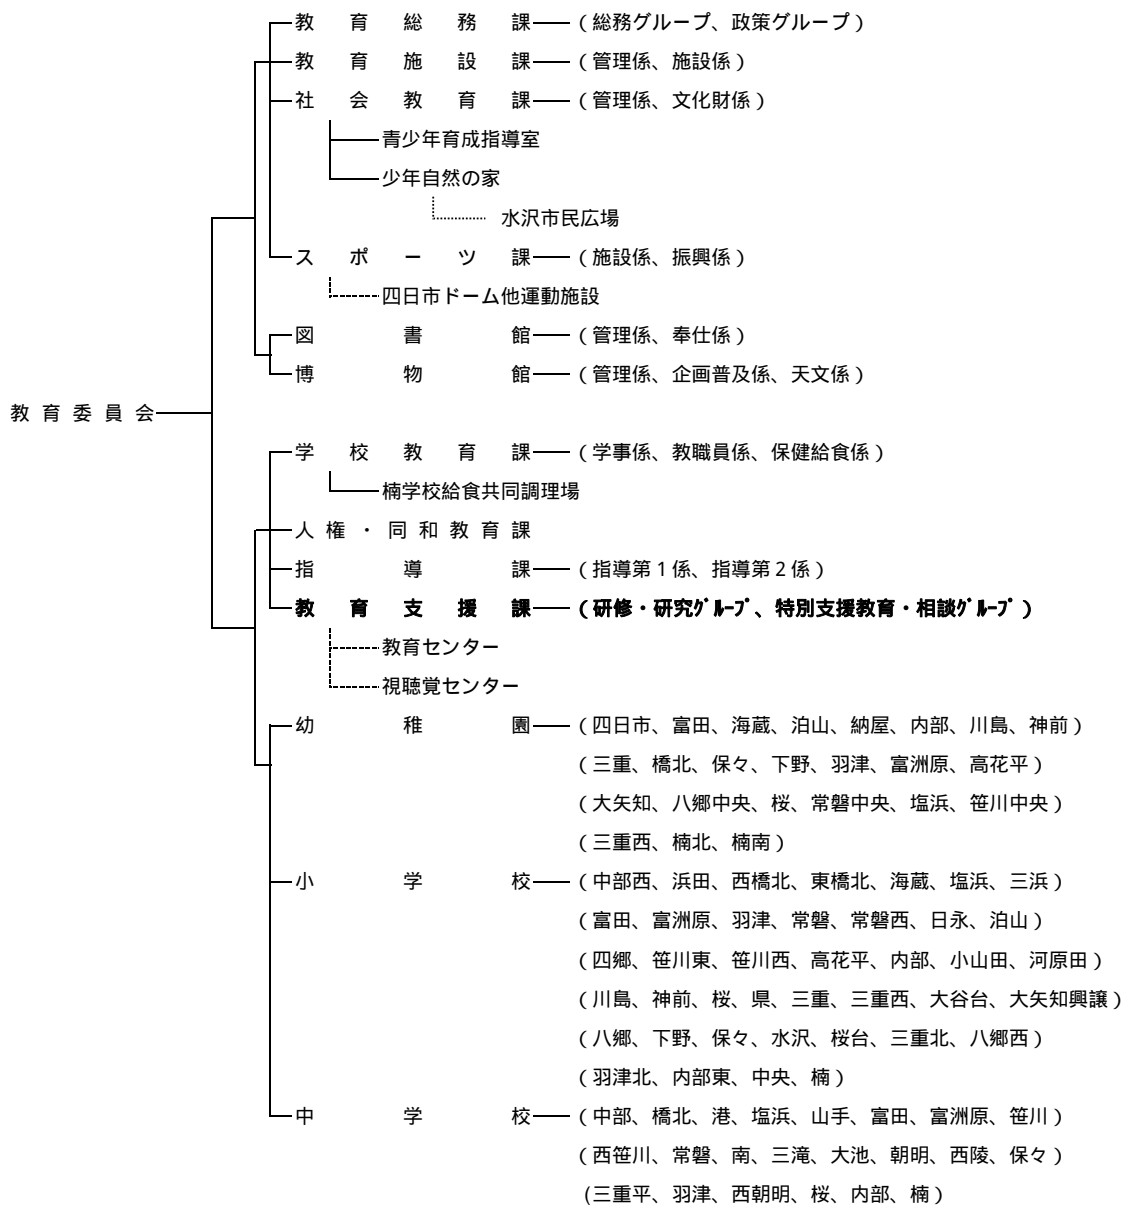 教育総務課（総務グループ、政策グループ）
教育施設課（管理係、施設係）
社会教育課（管理係、文化財係）
青少年育成指導室
少年自然の家
水沢市民広場
スポーツ課（施設係、振興係）
四日市ドーム他運動施設
図書館（管理係、奉仕係）
博物館（管理係、企画普及係、天文係）
教育委員会
学校教育課（学事係、教職員係、保健給食係）
楠学校給食共同調理場
人権・同和教育課
指導課（指導第１係、指導第２係）
教育支援課（研修・研究ｸﾞﾙｰﾌﾟ、特別支援教育・相談ｸﾞﾙｰﾌﾟ）
教育センター
視聴覚センター
幼稚園（四日市、富田、海蔵、泊山、納屋、内部、川島、神前）
（三重、橋北、保々、下野、羽津、富洲原、高花平）
（大矢知、八郷中央、桜、常磐中央、塩浜、笹川中央）
（三重西、楠北、楠南）
小学校（中部西、浜田、西橋北、東橋北、海蔵、塩浜、三浜）
（富田、富洲原、羽津、常磐、常磐西、日永、泊山）
（四郷、笹川東、笹川西、高花平、内部、小山田、河原田）
（川島、神前、桜、県、三重、三重西、大谷台、大矢知興譲）
（八郷、下野、保々、水沢、桜台、三重北、八郷西）
（羽津北、内部東、中央、楠）
中学校（中部、橋北、港、塩浜、山手、富田、富洲原、笹川）
（西笹川、常磐、南、三滝、大池、朝明、西陵、保々）
(三重平、羽津、西朝明、桜、内部、楠）